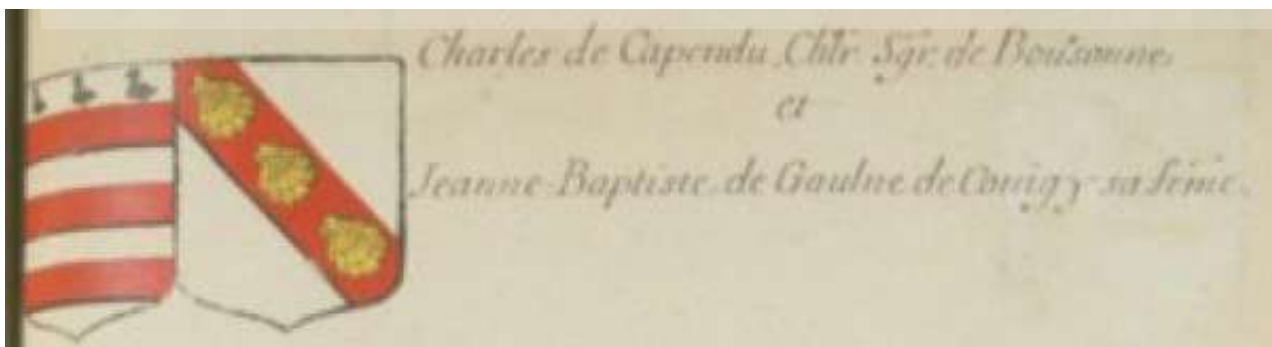 Charles de Capendu Chlr. Sgr. de Boursonne,
et
Jeanne Baptiste de Gaulne de Conigy sa feme.